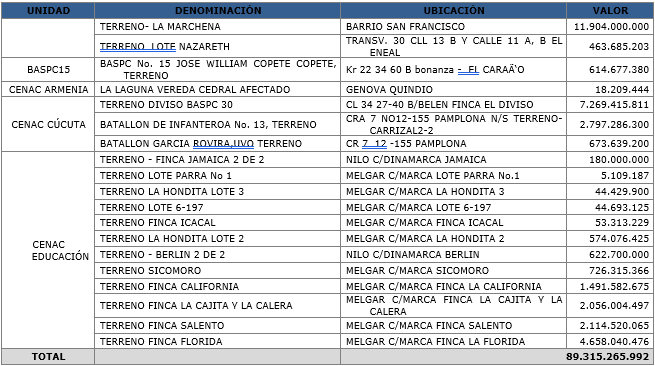 UNIDAD DENOMINACIÓN UBICACIÓN VALOR
TERRENO- LA MARCHENA BARRIO SAN FRANCISCO 11.904.000.000
TERRENO LOTE NAZARETH TRANSV. 30 CLL 13 B Y CALLE 11 A, B EL ENEAL 463.685.203
BASPC15 BASPC No. 15 JOSE WILLIAM COPETE COPETE, TERRENO Kr 22 34 60 B bonanza - EL CARAÃ‘O 614.677.380
CENAC ARMENIA LA LAGUNA VEREDA CEDRAL AFECTADO GENOVA QUINDIO 18.209.444
CENAC CÚCUTA TERRENO DIVISO BASPC 30 CL 34 27-40 B/BELEN FINCA EL DIVISO 7.269.415.811
BATALLON DE INFANTEROA No. 13, TERRENO CRA 7 NO12-155 PAMPLONA N/S TERRENO-CARRIZAL2-2 2.797.286.300
BATALLON GARCIA ROVIRA,UVO TERRENO CR 7 12 -155 PAMPLONA 673.639.200
CENAC EDUCACIÓN TERRENO - FINCA JAMAICA 2 DE 2 NILO C/DINAMARCA JAMAICA 180.000.000
TERRENO LOTE PARRA No 1 MELGAR C/MARCA LOTE PARRA No.1 5.109.187
TERRENO LA HONDITA LOTE 3 MELGAR C/MARCA LA HONDITA 3 44.429.900
TERRENO LOTE 6-197 MELGAR C/MARCA LOTE 6-197 44.693.125
TERRENO FINCA ICACAL MELGAR C/MARCA FINCA ICACAL 53.313.229
TERRENO LA HONDITA LOTE 2 MELGAR C/MARCA LA HONDITA 2 574.076.425
TERRENO - BERLIN 2 DE 2 NILO C/DINAMARCA BERLIN 622.700.000
TERRENO SICOMORO MELGAR C/MARCA SICOMORO 726.315.366
TERRENO FINCA CALIFORNIA MELGAR C/MARCA FINCA LA CALIFORNIA 1.491.582.675
TERRENO FINCA LA CAJITA Y LA CALERA MELGAR C/MARCA FINCA LA CAJITA Y LA CALERA 2.056.004.497
TERRENO FINCA SALENTO MELGAR C/MARCA FINCA SALENTO 2.114.520.065
TERRENO FINCA FLORIDA MELGAR C/MARCA FINCA LA FLORIDA 4.658.040.476
TOTAL 89.315.265.992